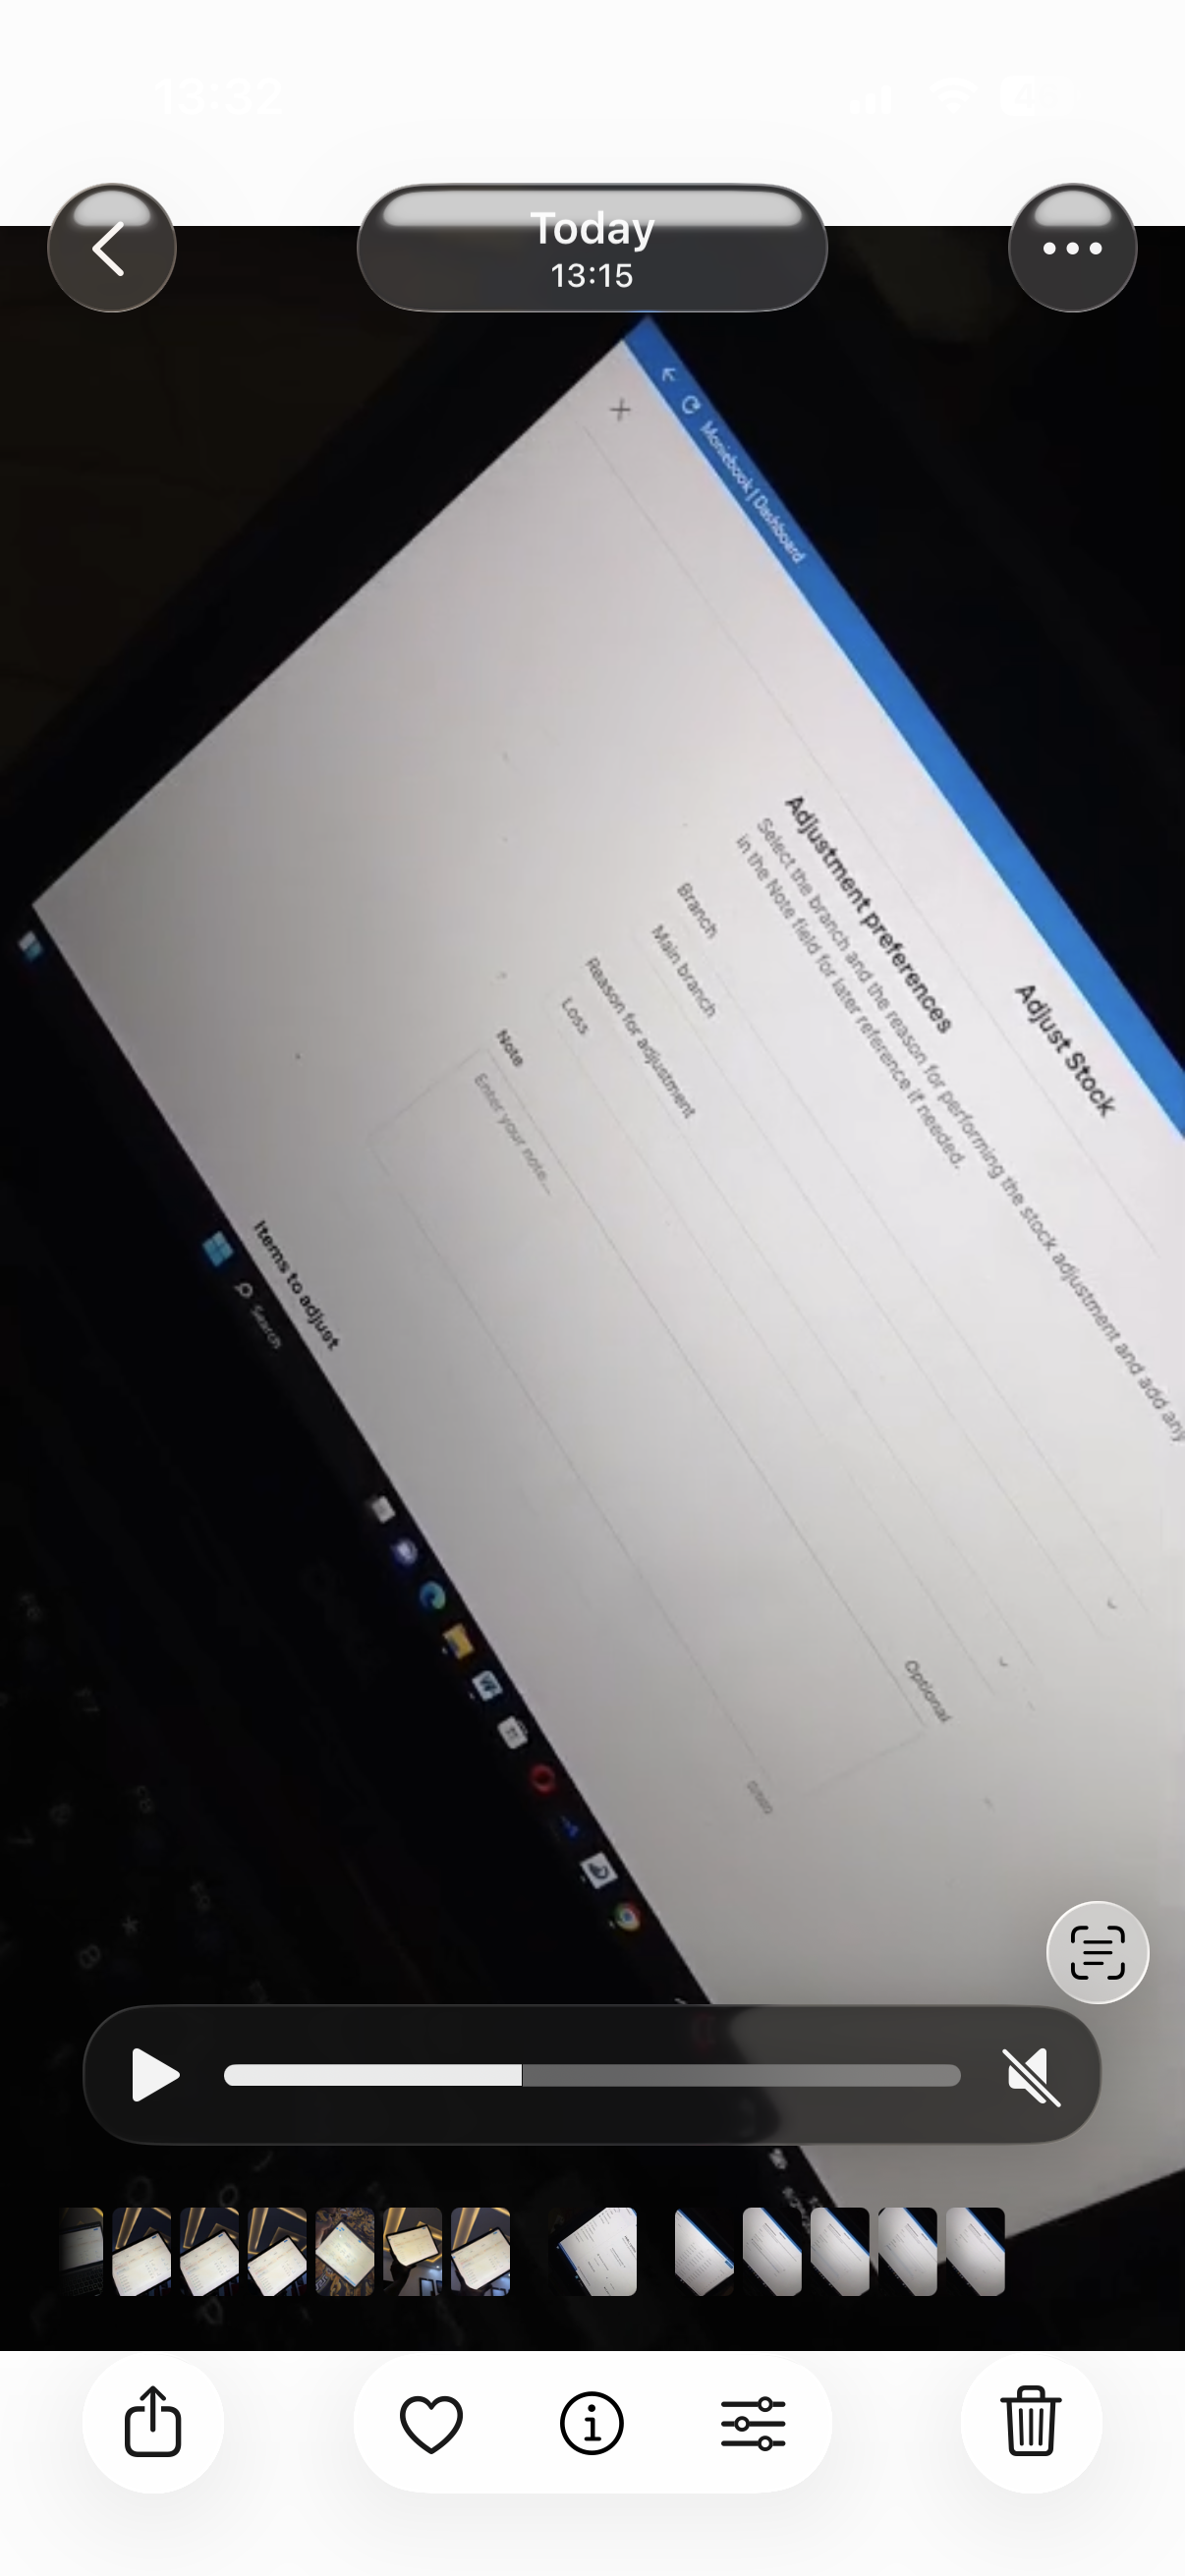 13:32
Today
13:15
Moniebook | Dashboard
Adjust Stock
Adjustment preferences
Select the branch and the reason for performing the stock adjustment and add any
in the Note field for later reference if needed.
Branch
Main branch
Reason for adjustment
Loss
Note
Optional
Enter your note...
Items to adjust
Search